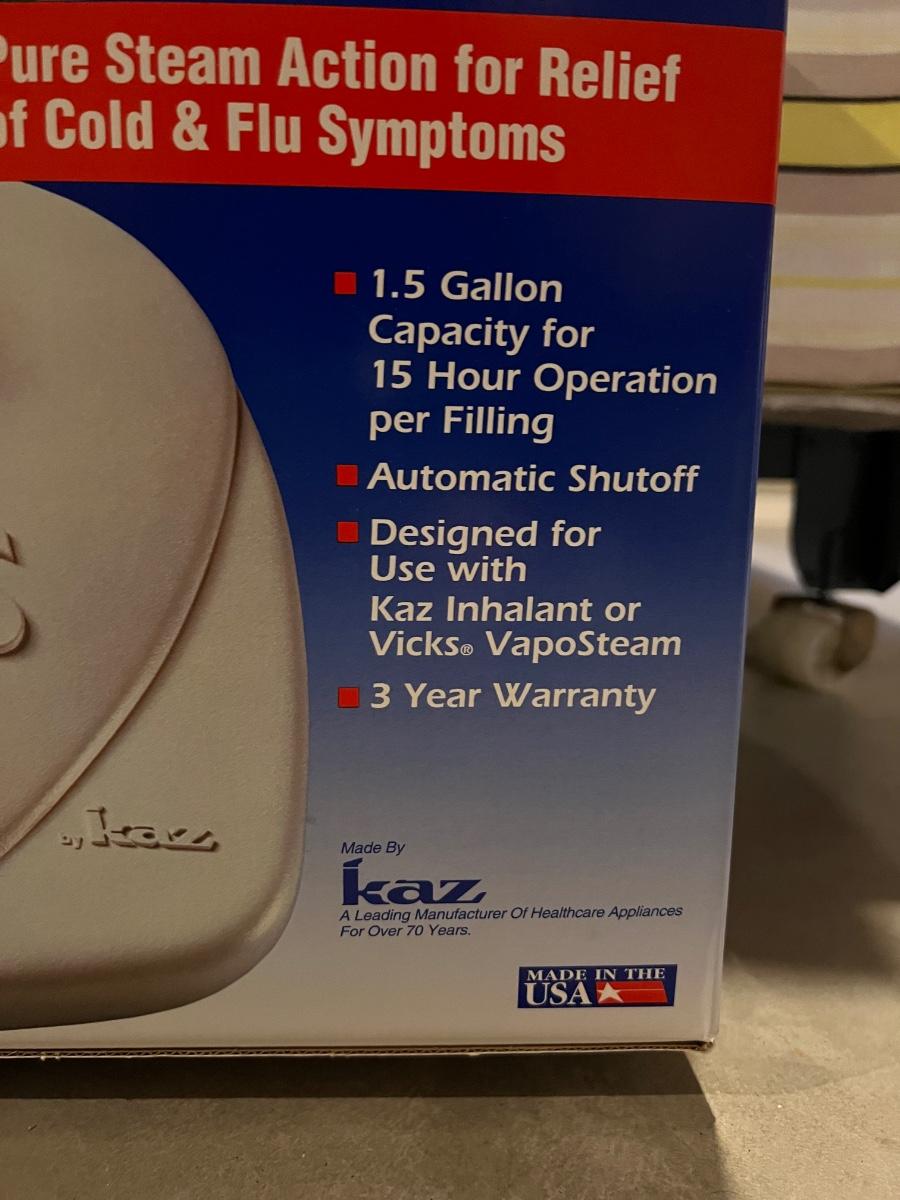 Pure Steam Action for Relief
of Cold & Flu Symptoms
1.5 Gallon
Capacity for
15 Hour Operation
per Filling
Automatic Shutoff
Designed for
Use with
Kaz Inhalant or
Vicks® VapoSteam
3 Year Warranty
by kaz
Made By
kaz
A Leading Manufacturer Of Healthcare Appliances
For Over 70 Years.
MADE IN THE
USA